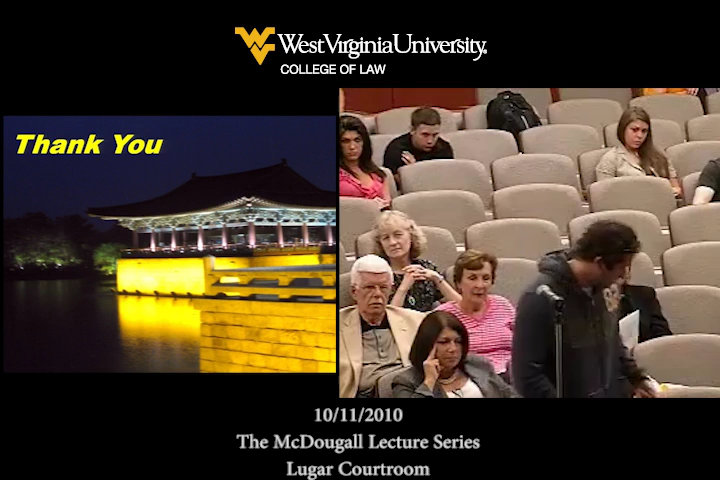 WestVirginiaUniversity.
COLLEGE OF LAW
Thank You
10/11/2010
The McDougall Lecture Series
Lugar Courtroom